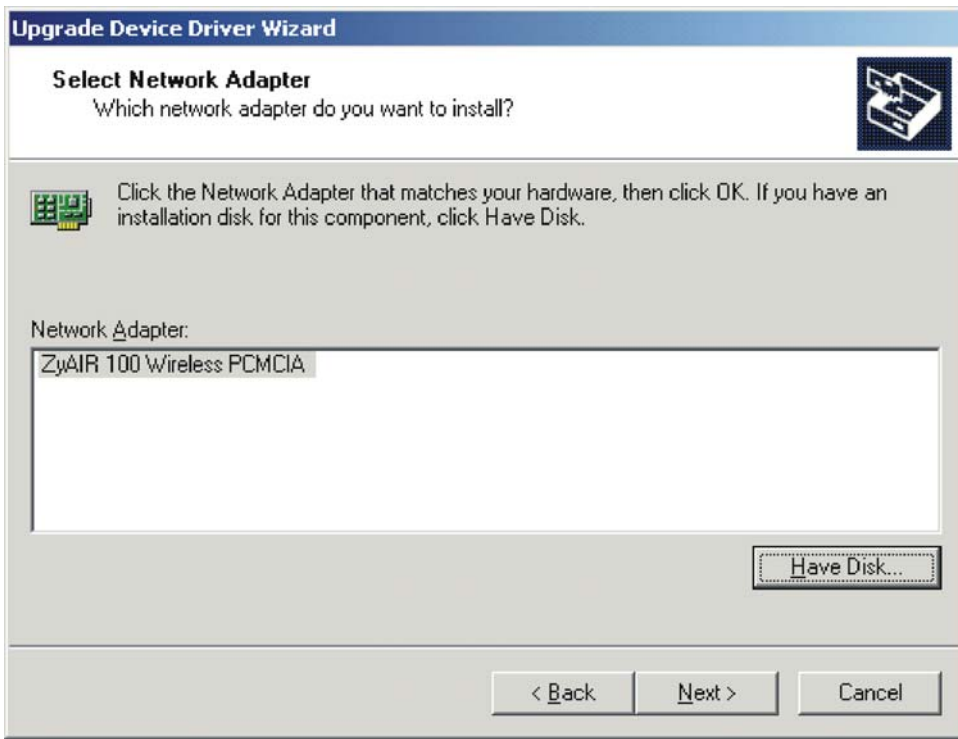 Upgrade Device Driver Wizard
Select Network Adapter
Which network adapter do you want to install?
Click the Network Adapter that matches your hardware, then click OK. If you have an
installation disk for this component, click Have Disk.
Network Adapter:
ZyAIR 100 Wireless PCMCIA
Have Disk...
< Back Next > Cancel